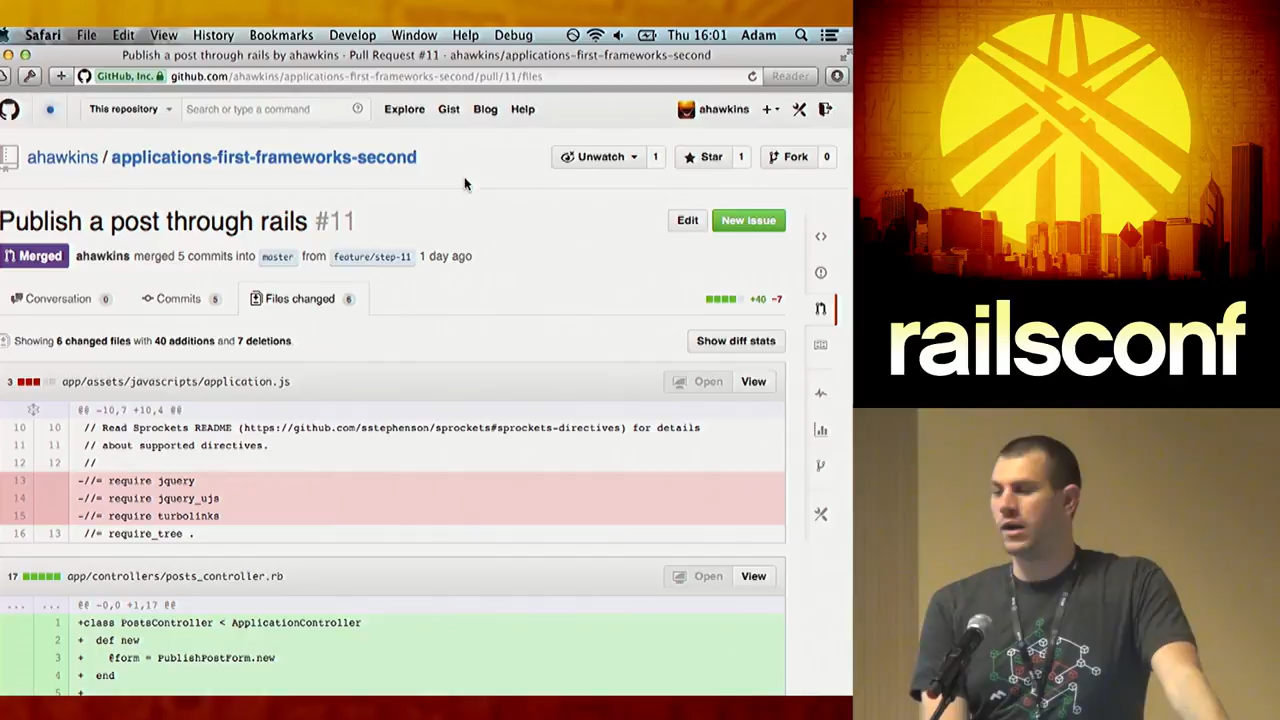 Safari File Edit View History Bookmarks Develop Window Help Debug Thu 16:01 Adam
Publish a post through rails by ahawkins · Pull Request #11 · ahawkins/applications-first-frameworks-second
GitHub, Inc. github.com/ahawkins/applications-first-frameworks-second/pull/11/files Reader
This repository Search or type a command Explore Gist Blog Help ahawkins
ahawkins / applications-first-frameworks-second Unwatch 1 Star 1 Fork 0
Publish a post through rails #11 Edit New Issue
Merged ahawkins merged 5 commits into master from feature/step-11 1 day ago
Conversation 0 Commits 5 Files changed 6 +40 −7
Showing 6 changed files with 40 additions and 7 deletions. Show diff stats
3 app/assets/javascripts/application.js Open View
@@ -10,7 +10,4 @@
10 10 // Read Sprockets README (https://github.com/sstephenson/sprockets#sprockets-directives) for details
11 11 // about supported directives.
12 12 //
13 -//= require jquery
14 -//= require jquery_ujs
15 -//= require turbolinks
16 13 //= require_tree .
17 app/controllers/posts_controller.rb Open View
... ... @@ -0,0 +1,17 @@
1 +class PostsController < ApplicationController
2 + def new
3 + @form = PublishPostForm.new
4 + end
5 +
railsconf